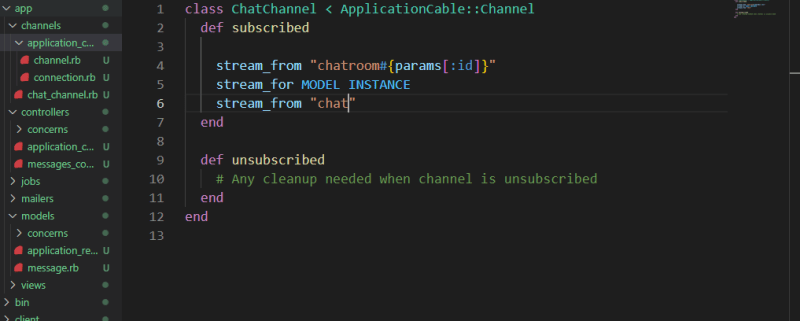 app
channels
application_c...
channel.rb U
connection.rb U
chat_channel.rb U
controllers
concerns
application_c... U
messages_co... U
jobs
mailers
models
concerns
application_re... U
message.rb U
views
bin
client
1 class ChatChannel < ApplicationCable::Channel
2 def subscribed
3
4 stream_from "chatroom#{params[:id]}"
5 stream_for MODEL INSTANCE
6 stream_from "chat"
7 end
8
9 def unsubscribed
10 # Any cleanup needed when channel is unsubscribed
11 end
12 end
13